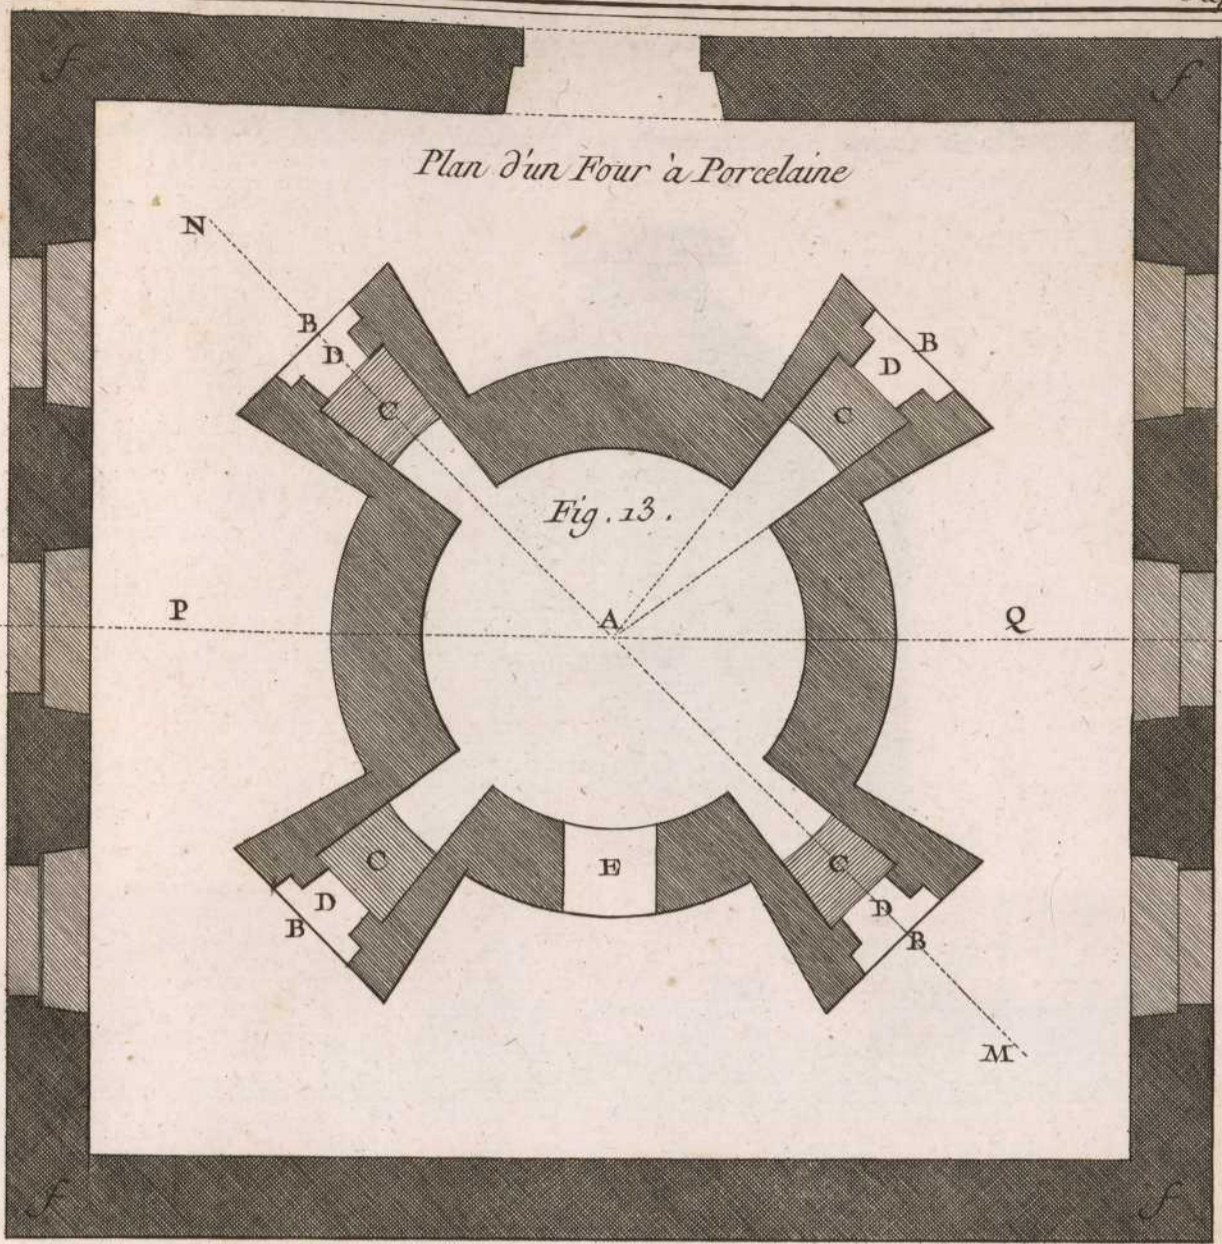 f f
Plan d'un Four à Porcelaine
N
B D B D
C C
Fig. 13.
P A Q
C E C
D B D B
M
f f